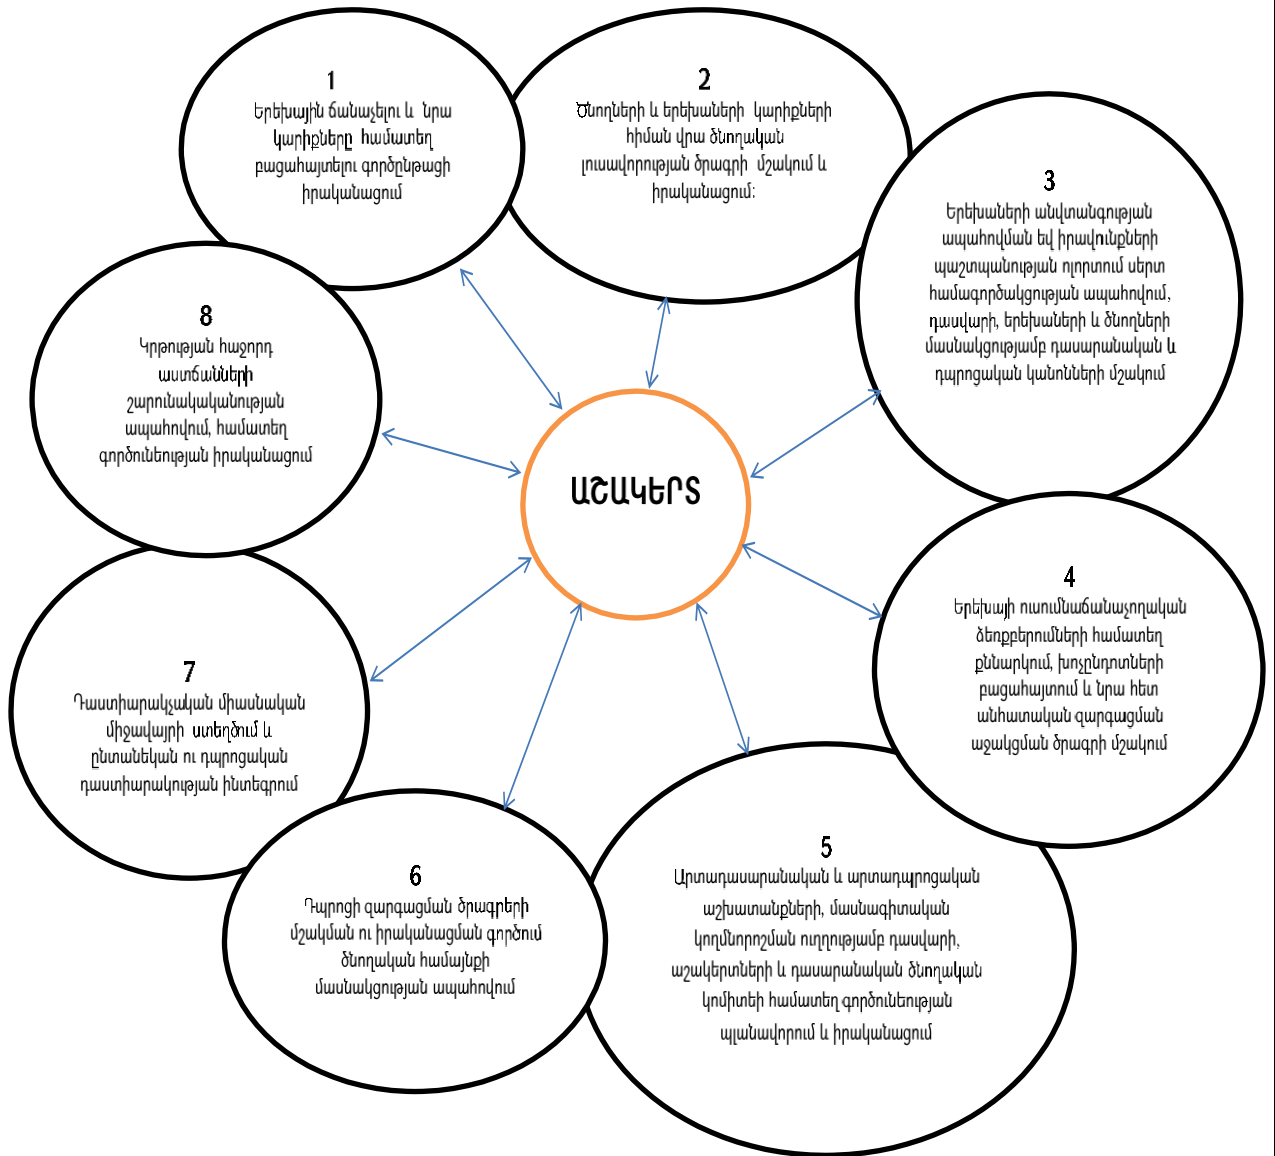 1
Երեխային ճանաչելու և նրա
կարիքները համատեղ
բացահայտելու գործընթացի
իրականացում
2
Ծնողների և երեխաների կարիքների
հիման վրա ծնողական
լուսավորության ծրագրի մշակում և
իրականացում:
3
Երեխաների անվտանգության
ապահովման եվ իրավունքների
պաշտպանության ոլորտում սերտ
համագործակցության ապահովում,
դասվարի, երեխաների և ծնողների
մասնակցությամբ դասարանական և
դպրոցական կանոնների մշակում
8
Կրթության հաջորդ
աստճանների
շարունակականության
ապահովում, համատեղ
գործունեության իրականացում
ԱՇԱԿԵՐՏ
4
Երեխայի ուսումնաճանաչողական
ձեռքբերումների համատեղ
քննարկում, խոչընդոտների
բացահայտում և նրա հետ
անհատական զարգացման
աջակցման ծրագրի մշակում
7
Դաստիարակչական միասնական
միջավայրի ստեղծում և
ընտանեկան ու դպրոցական
դաստիարակության ինտեգրում
6
Դպրոցի զարգացման ծրագրերի
մշակման ու իրականացման գործում
ծնողական համայնքի
մասնակցության ապահովում
5
Արտադասարանական և արտադպրոցական
աշխատանքների, մասնագիտական
կողմնորոշման ուղղությամբ դասվարի,
աշակերտների և դասարանական ծնողական
կոմիտեի համատեղ գործունեության
պլանավորում և իրականացում